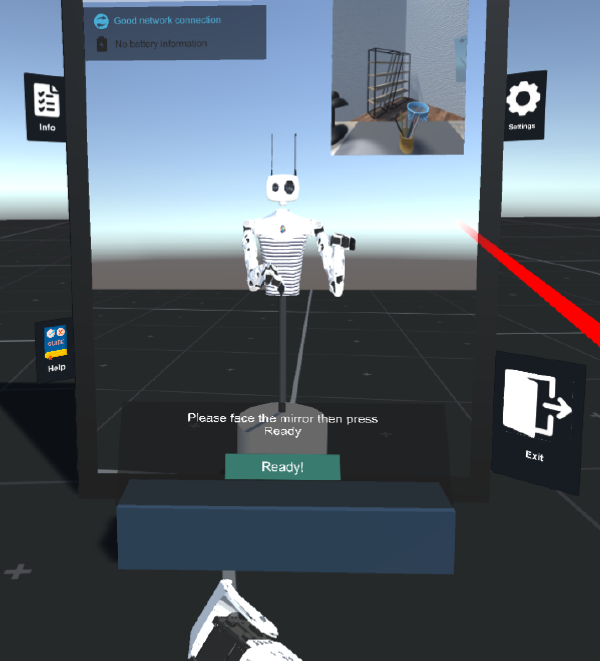 Good network connection
No battery information
Info
Settings
GUIDE
Help
Please face the mirror then press
Ready
Ready!
Exit